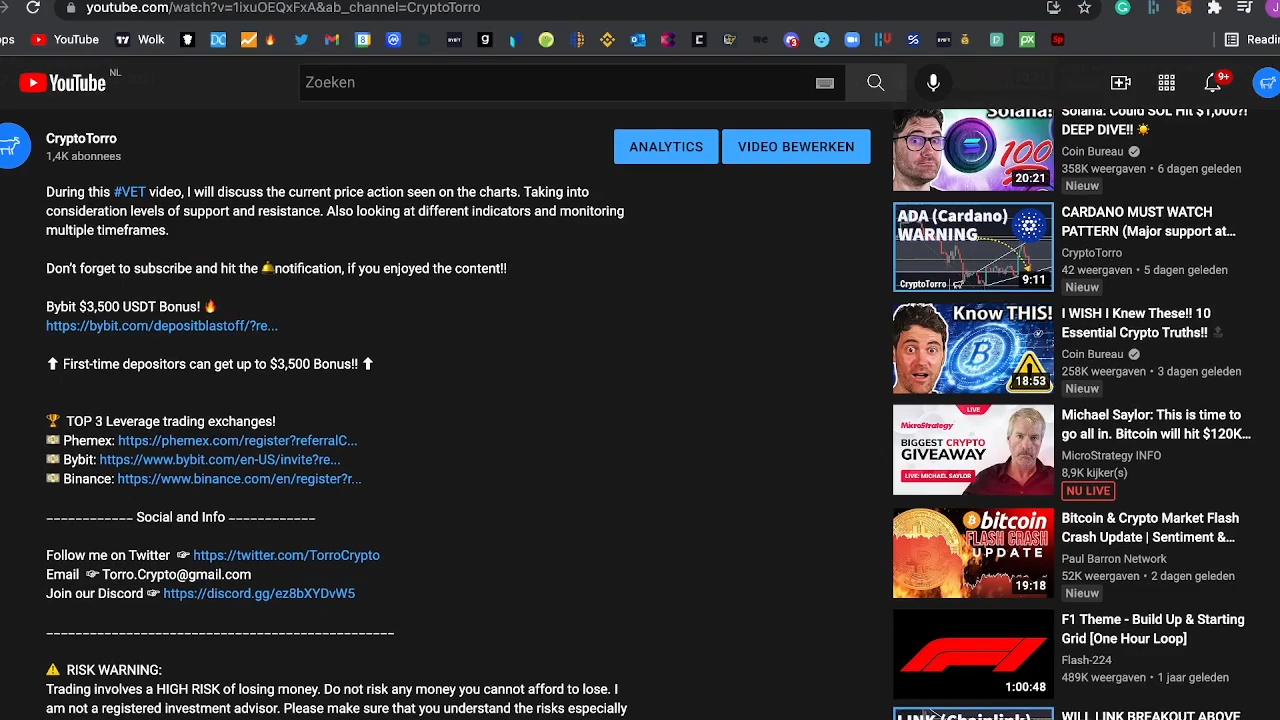 youtube.com/watch?v=1ixuOEQxFxA&ab_channel=CryptoTorro
ps YouTube Wolk Readin
YouTube NL
Zoeken
9+
CryptoTorro
1,4K abonnees
ANALYTICS
VIDEO BEWERKEN
During this #VET video, I will discuss the current price action seen on the charts. Taking into
consideration levels of support and resistance. Also looking at different indicators and monitoring
multiple timeframes.
Don't forget to subscribe and hit the 🔔notification, if you enjoyed the content!!
Bybit $3,500 USDT Bonus! 🔥
https://bybit.com/depositblastoff/?re...
⬆ First-time depositors can get up to $3,500 Bonus!! ⬆
🏆 TOP 3 Leverage trading exchanges!
💵 Phemex: https://phemex.com/register?referralC...
💵 Bybit: https://www.bybit.com/en-US/invite?re...
💵 Binance: https://www.binance.com/en/register?r...
____________ Social and Info ____________
Follow me on Twitter 👉 https://twitter.com/TorroCrypto
Email 👉 Torro.Crypto@gmail.com
Join our Discord 👉 https://discord.gg/ez8bXYDvW5
________________________________________________
⚠ RISK WARNING:
Trading involves a HIGH RISK of losing money. Do not risk any money you cannot afford to lose. I
am not a registered investment advisor. Please make sure that you understand the risks especially
Solana!
100
20:21
Solana: Could SOL Hit $1,000?!
DEEP DIVE!! ☀
Coin Bureau
358K weergaven • 6 dagen geleden
Nieuw
ADA (Cardano)
WARNING
CryptoTorro
9:11
CARDANO MUST WATCH
PATTERN (Major support at...
CryptoTorro
42 weergaven • 5 dagen geleden
Nieuw
Know THIS!
18:53
I WISH I Knew These!! 10
Essential Crypto Truths!!
Coin Bureau
258K weergaven • 3 dagen geleden
Nieuw
LIVE
MicroStrategy
BIGGEST CRYPTO
GIVEAWAY
LIVE: MICHAEL SAYLOR
Michael Saylor: This is time to
go all in. Bitcoin will hit $120K...
MicroStrategy INFO
8,9K kijker(s)
NU LIVE
bitcoin
FLASH CRASH
UPDATE
19:18
Bitcoin & Crypto Market Flash
Crash Update | Sentiment &...
Paul Barron Network
52K weergaven • 2 dagen geleden
Nieuw
1:00:48
F1 Theme - Build Up & Starting
Grid [One Hour Loop]
Flash-224
489K weergaven • 1 jaar geleden
LINK (Chainlink)
WILL LINK BREAKOUT ABOVE